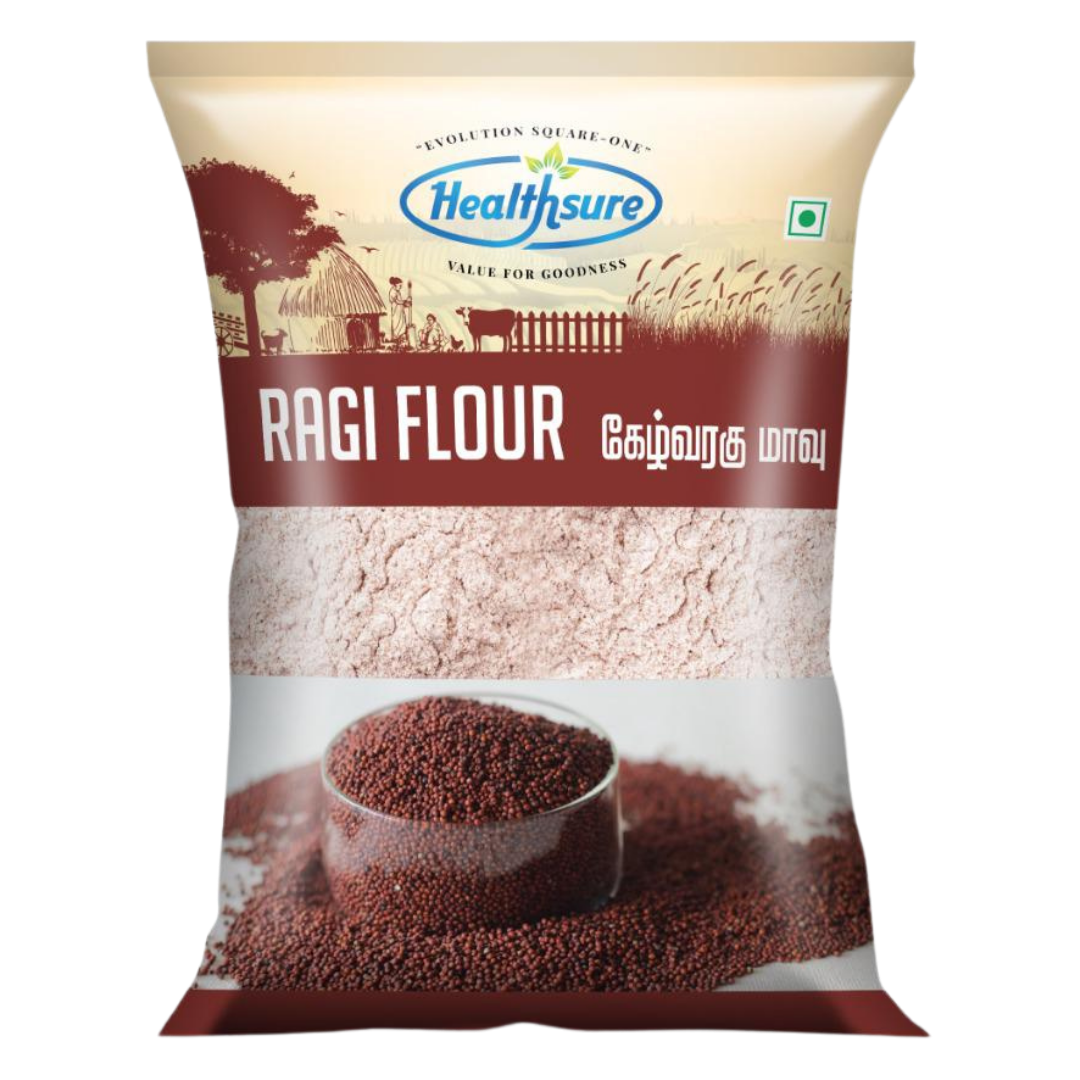 "EVOLUTION SQUARE-ONE"
Healthsure
VALUE FOR GOODNESS
RAGI FLOUR கேழ்வரகு மாவு